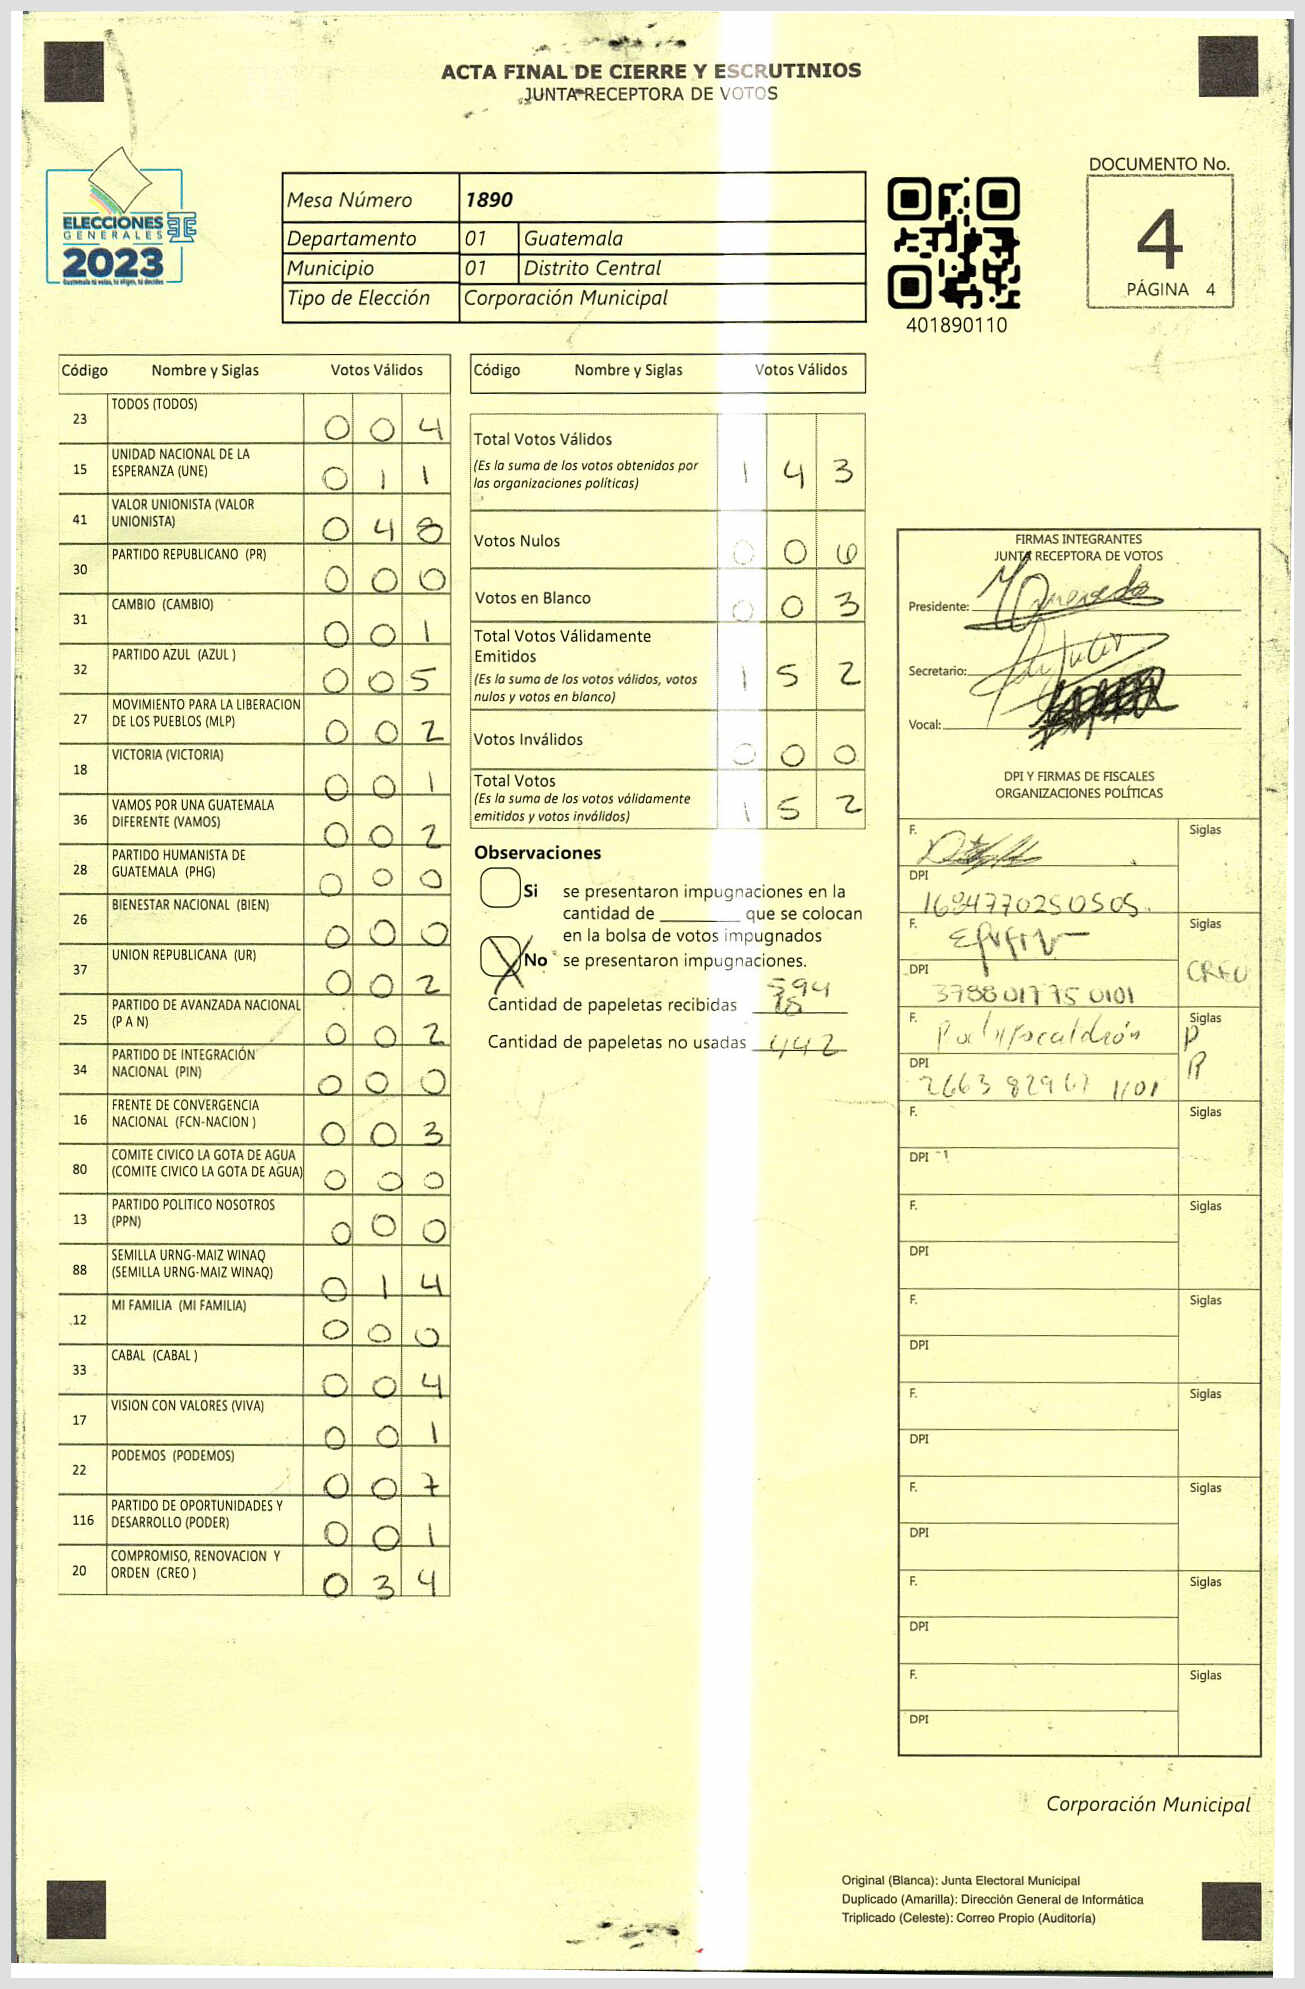 ACTA FINAL DE CIERRE Y ESCRUTINIOS
JUNTA RECEPTORA DE VOTOS
ELECCIONES
GENERALES
2023
Guatemala tú votas, tú eliges, tú decides
Mesa Número 1890
Departamento 01 Guatemala
Municipio 01 Distrito Central
Tipo de Elección Corporación Municipal
401890110
DOCUMENTO No.
4
PÁGINA 4
Código Nombre y Siglas Votos Válidos
23 TODOS (TODOS) 0 0 4
15 UNIDAD NACIONAL DE LA
ESPERANZA (UNE) 0 1 1
41 VALOR UNIONISTA (VALOR
UNIONISTA) 0 4 8
30 PARTIDO REPUBLICANO (PR) 0 0 0
31 CAMBIO (CAMBIO) 0 0 1
32 PARTIDO AZUL (AZUL ) 0 0 5
27 MOVIMIENTO PARA LA LIBERACION
DE LOS PUEBLOS (MLP) 0 0 2
18 VICTORIA (VICTORIA) 0 0 1
36 VAMOS POR UNA GUATEMALA
DIFERENTE (VAMOS) 0 0 2
28 PARTIDO HUMANISTA DE
GUATEMALA (PHG) 0 0 0
26 BIENESTAR NACIONAL (BIEN) 0 0 0
37 UNION REPUBLICANA (UR) 0 0 2
25 PARTIDO DE AVANZADA NACIONAL
(P A N) 0 0 2
34 PARTIDO DE INTEGRACIÓN
NACIONAL (PIN) 0 0 0
16 FRENTE DE CONVERGENCIA
NACIONAL (FCN-NACION ) 0 0 3
80 COMITE CIVICO LA GOTA DE AGUA
(COMITE CIVICO LA GOTA DE AGUA) 0 0 0
13 PARTIDO POLITICO NOSOTROS
(PPN) 0 0 0
88 SEMILLA URNG-MAIZ WINAQ
(SEMILLA URNG-MAIZ WINAQ) 0 1 4
12 MI FAMILIA (MI FAMILIA) 0 0 0
33 CABAL (CABAL ) 0 0 4
17 VISION CON VALORES (VIVA) 0 0 1
22 PODEMOS (PODEMOS) 0 0 7
116 PARTIDO DE OPORTUNIDADES Y
DESARROLLO (PODER) 0 0 1
20 COMPROMISO, RENOVACION Y
ORDEN (CREO ) 0 3 4
Código Nombre y Siglas Votos Válidos
Total Votos Válidos
(Es la suma de los votos obtenidos por
las organizaciones políticas) 1 4 3
Votos Nulos 0 0 6
Votos en Blanco 0 0 3
Total Votos Válidamente
Emitidos
(Es la suma de los votos válidos, votos
nulos y votos en blanco) 1 5 2
Votos Inválidos 0 0 0
Total Votos
(Es la suma de los votos válidamente
emitidos y votos inválidos) 1 5 2
Observaciones
Si se presentaron impugnaciones en la
cantidad de ________ que se colocan
en la bolsa de votos impugnados
No se presentaron impugnaciones.
Cantidad de papeletas recibidas 594
Cantidad de papeletas no usadas 442
FIRMAS INTEGRANTES
JUNTA RECEPTORA DE VOTOS
Presidente:
Secretario:
Vocal:
DPI Y FIRMAS DE FISCALES
ORGANIZACIONES POLÍTICAS
F. Siglas
DPI
1694770250505
F. Siglas
DPI CREO
3788017750101
F. Siglas
P
DPI R
2663 82967 1101
F. Siglas
DPI
F. Siglas
DPI
F. Siglas
DPI
F. Siglas
DPI
F. Siglas
DPI
F. Siglas
DPI
F. Siglas
DPI
Corporación Municipal
Original (Blanca): Junta Electoral Municipal
Duplicado (Amarilla): Dirección General de Informática
Triplicado (Celeste): Correo Propio (Auditoría)